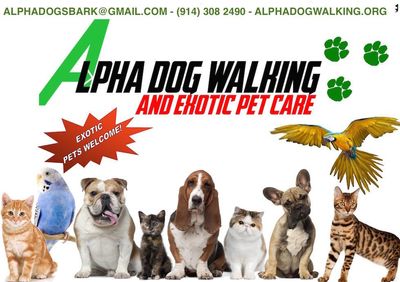 ALPHADOGSBARK@GMAIL.COM - (914) 308 2490 - ALPHADOGWALKING.ORG
ALPHA DOG WALKING
AND EXOTIC PET CARE
EXOTIC
PETS WELCOME!